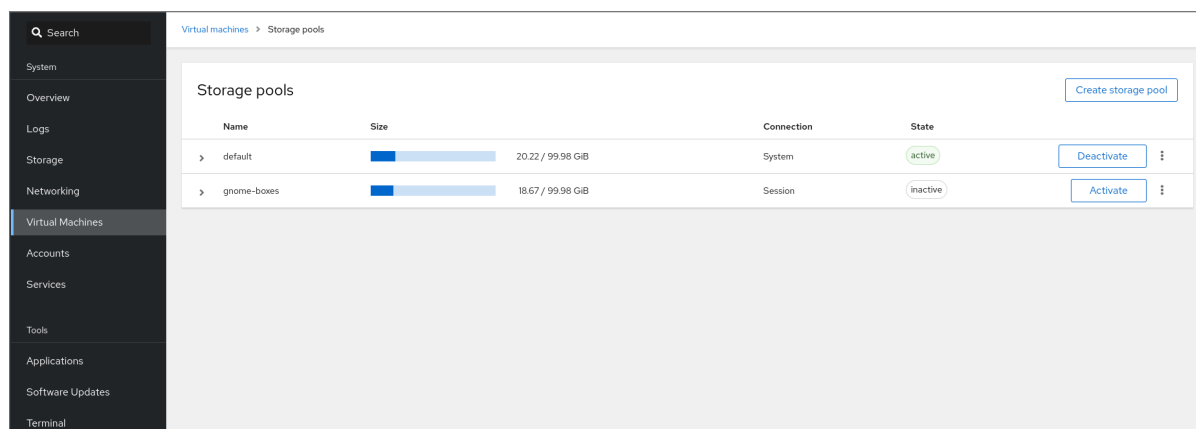 Search
System
Overview
Logs
Storage
Networking
Virtual Machines
Accounts
Services
Tools
Applications
Software Updates
Terminal
Virtual machines > Storage pools
Storage pools
Create storage pool
Name Size Connection State
default 20.22 / 99.98 GiB System active Deactivate
gnome-boxes 18.67 / 99.98 GiB Session inactive Activate